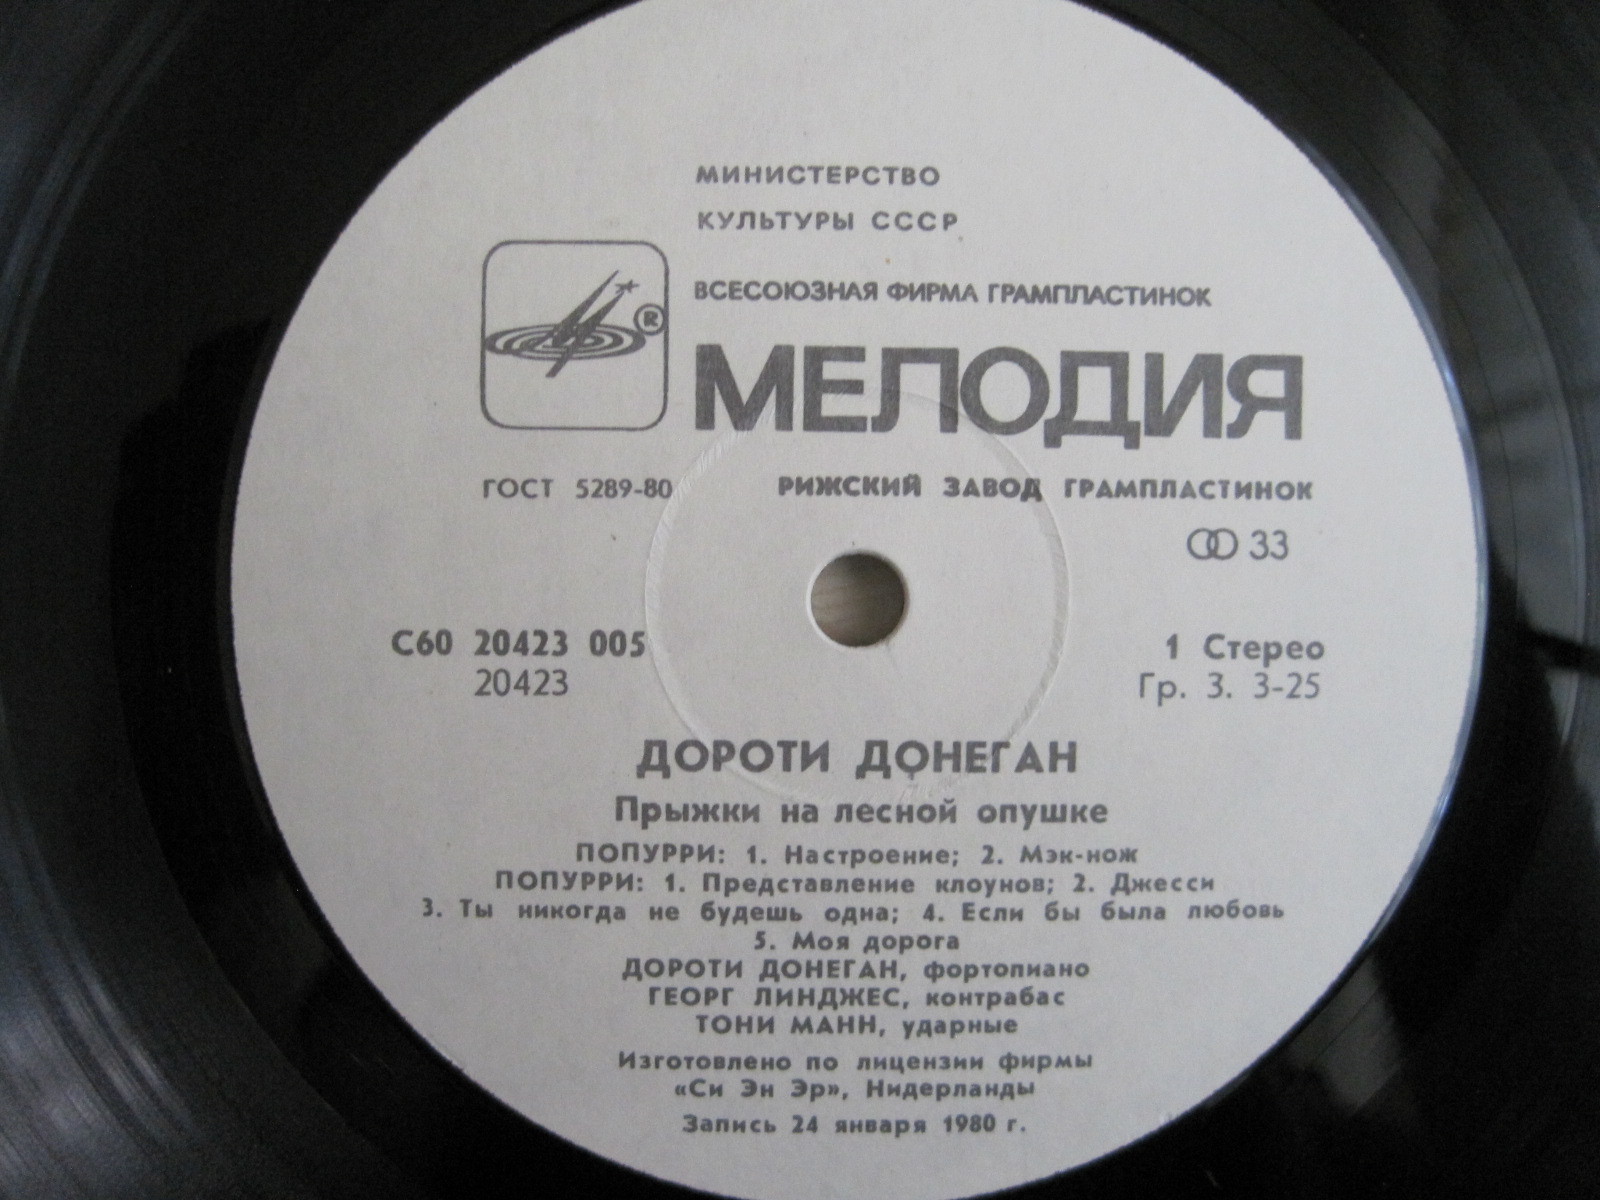 МИНИСТЕРСТВО
КУЛЬТУРЫ СССР
ВСЕСОЮЗНАЯ ФИРМА ГРАМПЛАСТИНОК
R
МЕЛОДИЯ
ГОСТ 5289-80 РИЖСКИЙ ЗАВОД ГРАМПЛАСТИНОК
33
С60 20423 005 1 Стерео
20423 Гр. 3. 3-25
ДОРОТИ ДОНЕГАН
Прыжки на лесной опушке
ПОПУРРИ: 1. Настроение; 2. Мэк-нож
ПОПУРРИ: 1. Представление клоунов; 2. Джесси
3. Ты никогда не будешь одна; 4. Если бы была любовь
5. Моя дорога
ДОРОТИ ДОНЕГАН, фортопиано
ГЕОРГ ЛИНДЖЕС, контрабас
ТОНИ МАНН, ударные
Изготовлено по лицензии фирмы
«Си Эн Эр», Нидерланды
Запись 24 января 1980 г.